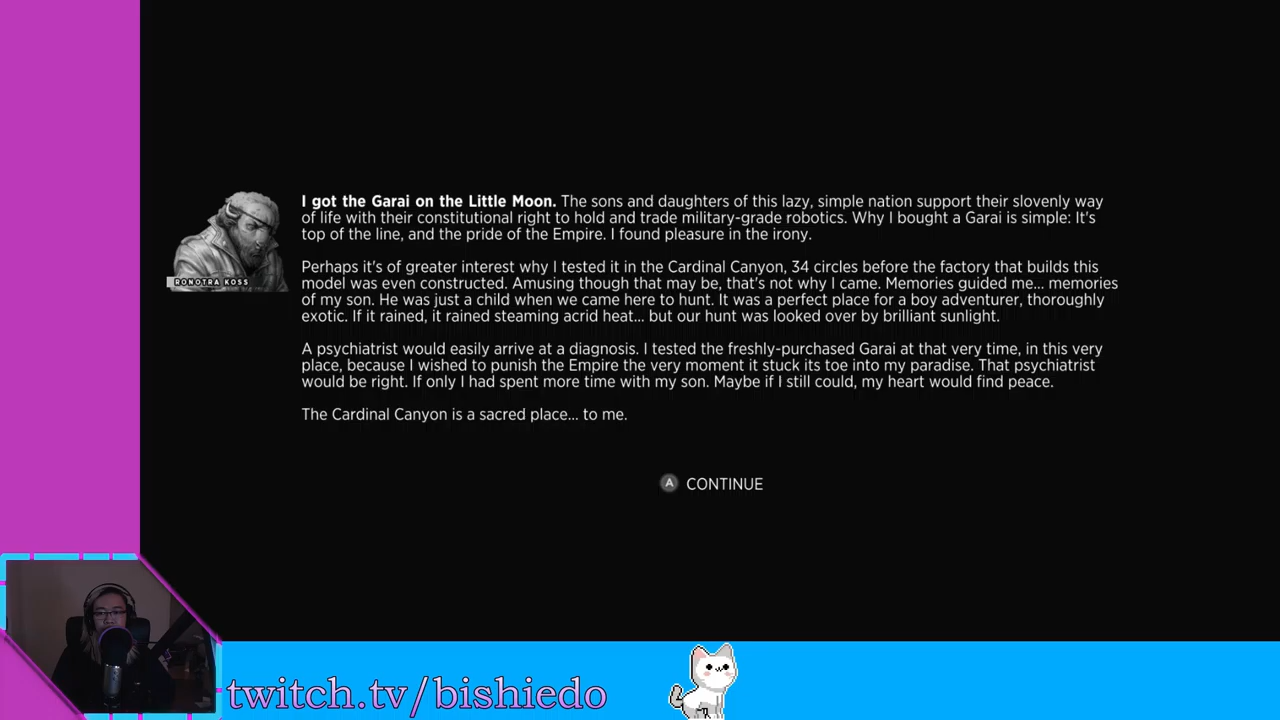 I got the Garai on the Little Moon. The sons and daughters of this lazy, simple nation support their slovenly way
of life with their constitutional right to hold and trade military-grade robotics. Why I bought a Garai is simple: It's
top of the line, and the pride of the Empire. I found pleasure in the irony.
RONOTRA KOSS
Perhaps it's of greater interest why I tested it in the Cardinal Canyon, 34 circles before the factory that builds this
model was even constructed. Amusing though that may be, that's not why I came. Memories guided me... memories
of my son. He was just a child when we came here to hunt. It was a perfect place for a boy adventurer, thoroughly
exotic. If it rained, it rained steaming acrid heat... but our hunt was looked over by brilliant sunlight.
A psychiatrist would easily arrive at a diagnosis. I tested the freshly-purchased Garai at that very time, in this very
place, because I wished to punish the Empire the very moment it stuck its toe into my paradise. That psychiatrist
would be right. If only I had spent more time with my son. Maybe if I still could, my heart would find peace.
The Cardinal Canyon is a sacred place... to me.
A CONTINUE
twitch.tv/bishiedo